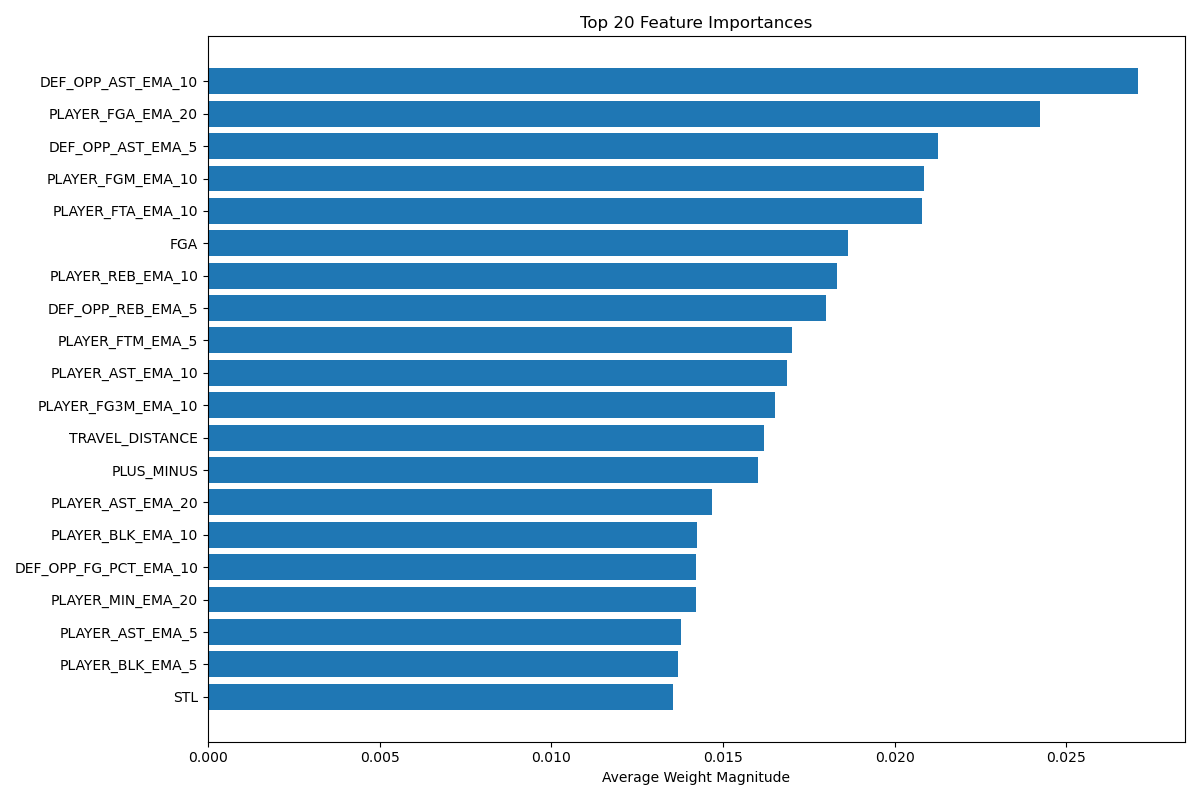 Top 20 Feature Importances
DEF_OPP_AST_EMA_10
PLAYER_FGA_EMA_20
DEF_OPP_AST_EMA_5
PLAYER_FGM_EMA_10
PLAYER_FTA_EMA_10
FGA
PLAYER_REB_EMA_10
DEF_OPP_REB_EMA_5
PLAYER_FTM_EMA_5
PLAYER_AST_EMA_10
PLAYER_FG3M_EMA_10
TRAVEL_DISTANCE
PLUS_MINUS
PLAYER_AST_EMA_20
PLAYER_BLK_EMA_10
DEF_OPP_FG_PCT_EMA_10
PLAYER_MIN_EMA_20
PLAYER_AST_EMA_5
PLAYER_BLK_EMA_5
STL
0.000 0.005 0.010 0.015 0.020 0.025
Average Weight Magnitude